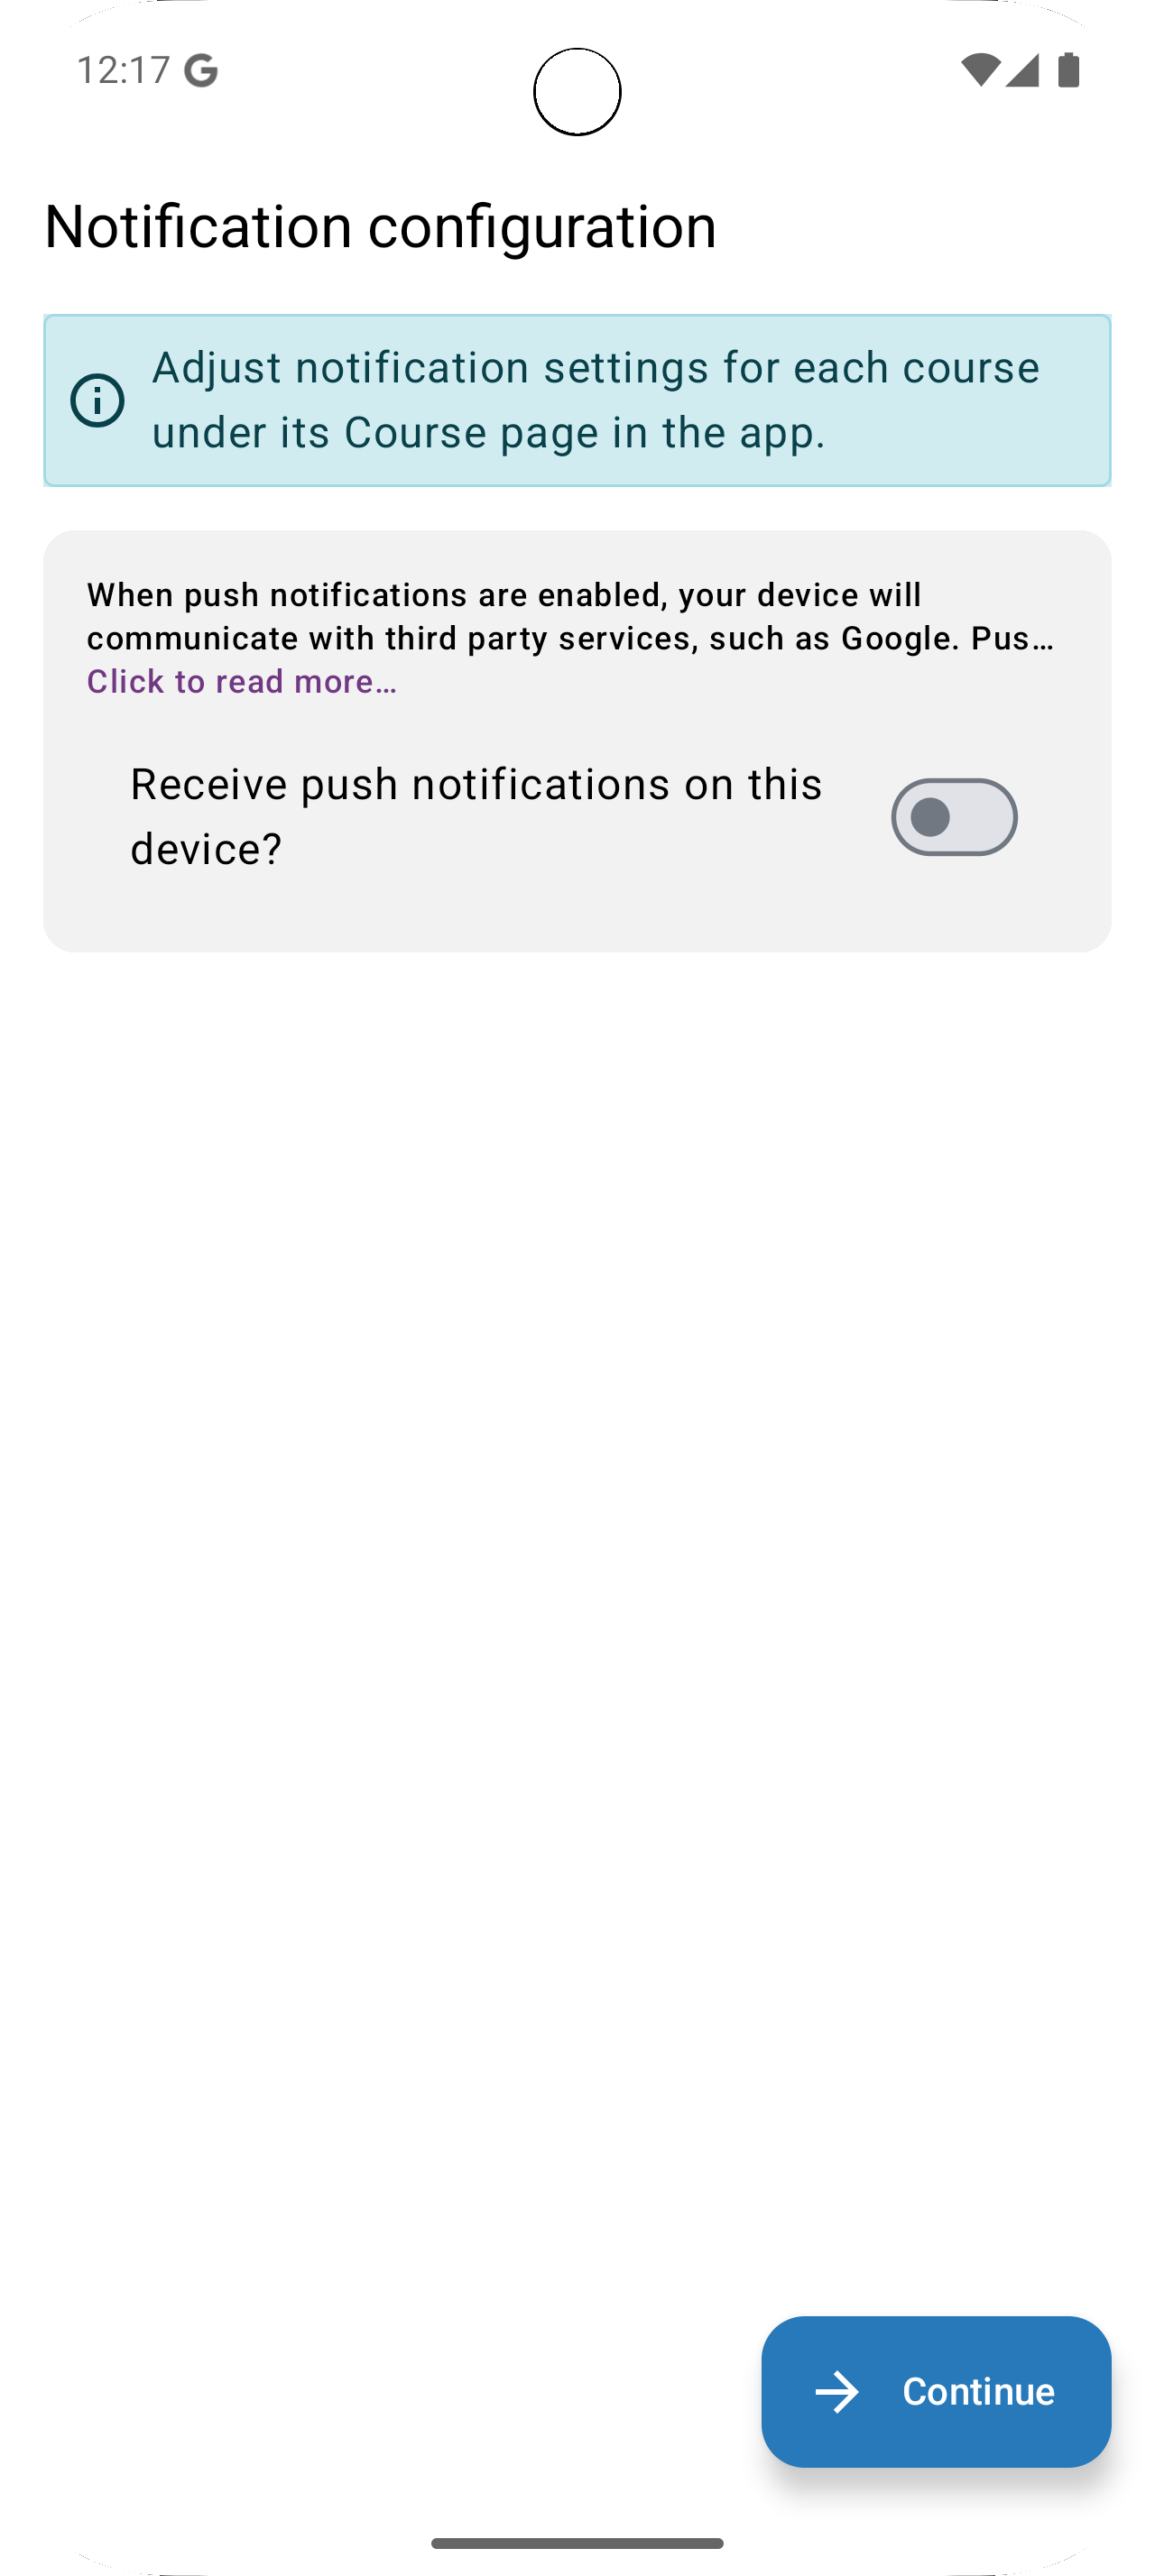 12:17
Notification configuration
Adjust notification settings for each course
under its Course page in the app.
When push notifications are enabled, your device will
communicate with third party services, such as Google. Pus…
Click to read more…
Receive push notifications on this
device?
Continue